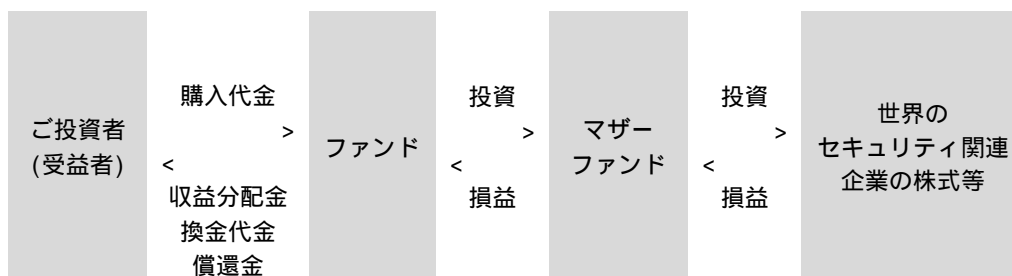 ご投資者
(受益者)
購入代金
>
<
収益分配金
換金代金
償還金
ファンド
投資
>
<
損益
マザー
ファンド
投資
>
<
損益
世界の
セキュリティ関連
企業の株式等